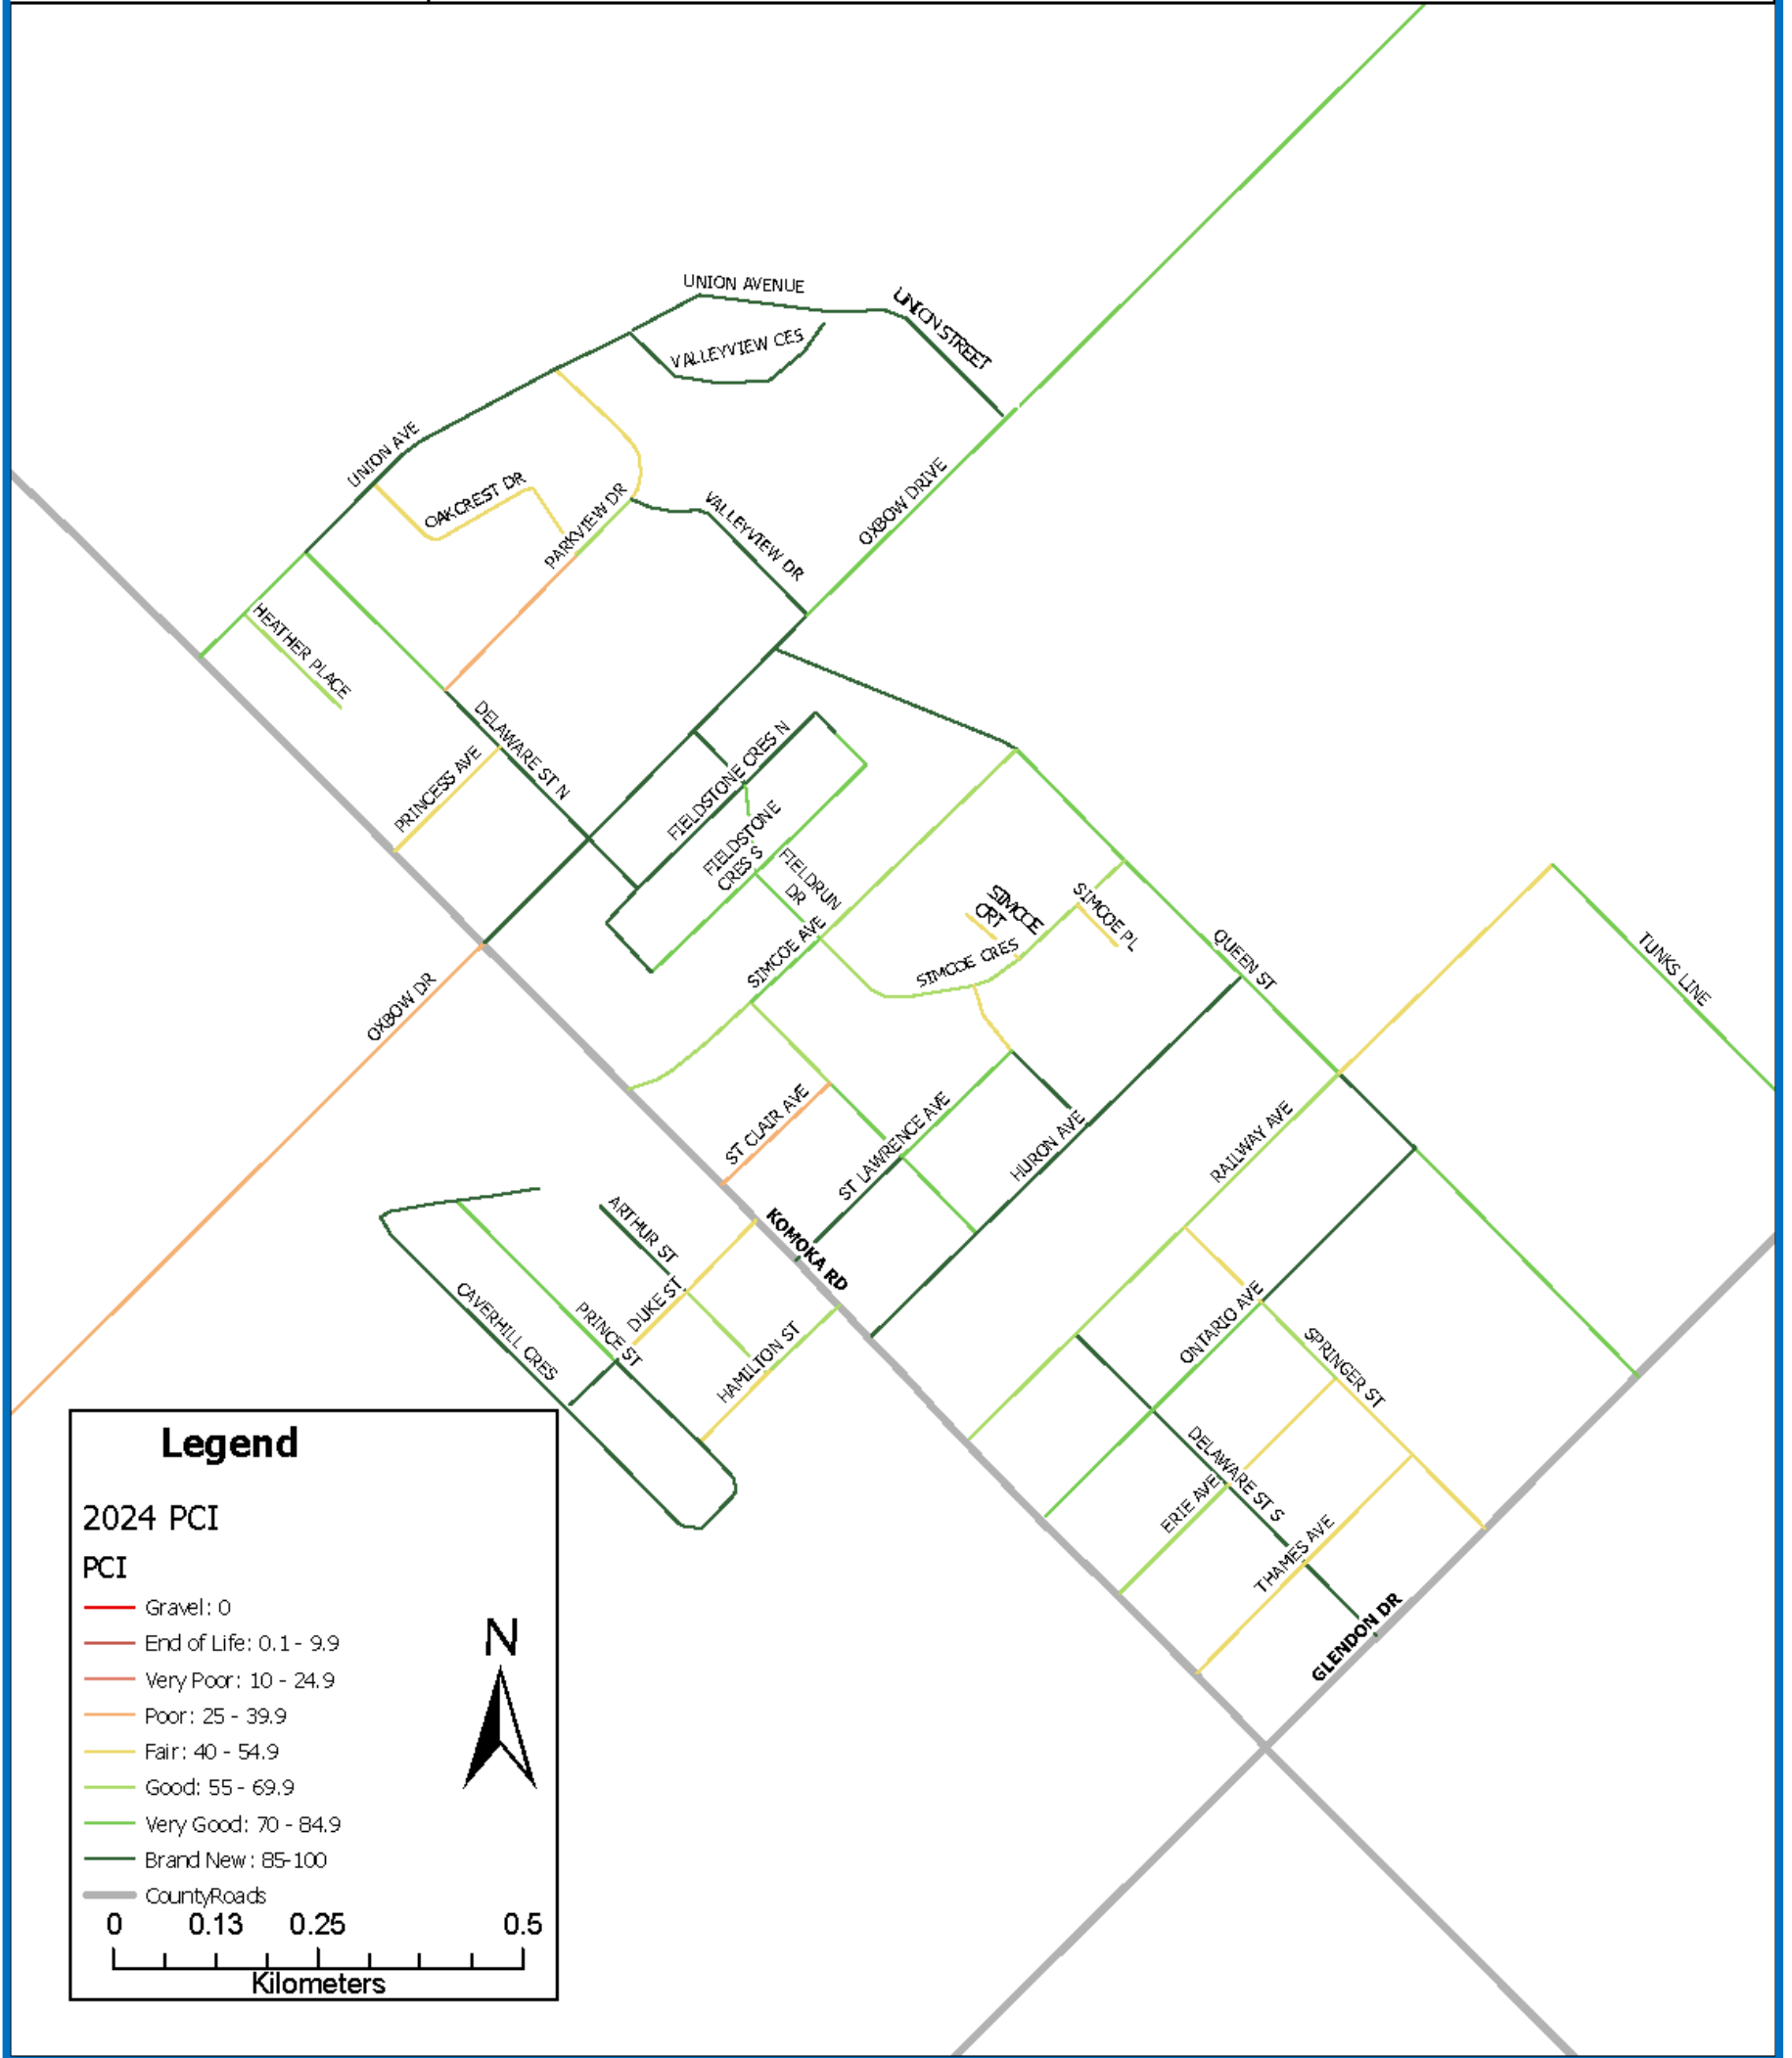 UNION AVENUE
UNION STREET
VALLEYVIEW CES
UNION AVE
OAKCREST DR
PARKVIEW DR
VALLEYVIEW DR
OXBOW DRIVE
HEATHER PLACE
DELAWARE ST N
PRINCESS AVE
FIELDSTONE CRES N
FIELDSTONE
CRES S
FIELDRUN
DR
SIMCOE
CRT
SIMCOE PL
SIMCOE AVE
SIMCOE CRES
QUEEN ST
TUNKS LINE
OXBOW DR
ST CLAIR AVE
ST LAWRENCE AVE
HURON AVE
RAILWAY AVE
ARTHUR ST
KOMOKA RD
DUKE ST
CAVERHILL CRES
PRINCE ST
HAMILTON ST
ONTARIO AVE
SPRINGER ST
DELAWARE ST S
ERIE AVE
THAMES AVE
GLENDON DR
Legend
2024 PCI
PCI
Gravel: 0
End of Life: 0.1 - 9.9
Very Poor: 10 - 24.9
Poor: 25 - 39.9
Fair: 40 - 54.9
Good: 55 - 69.9
Very Good: 70 - 84.9
Brand New: 85-100
CountyRoads
N
0 0.13 0.25 0.5
Kilometers